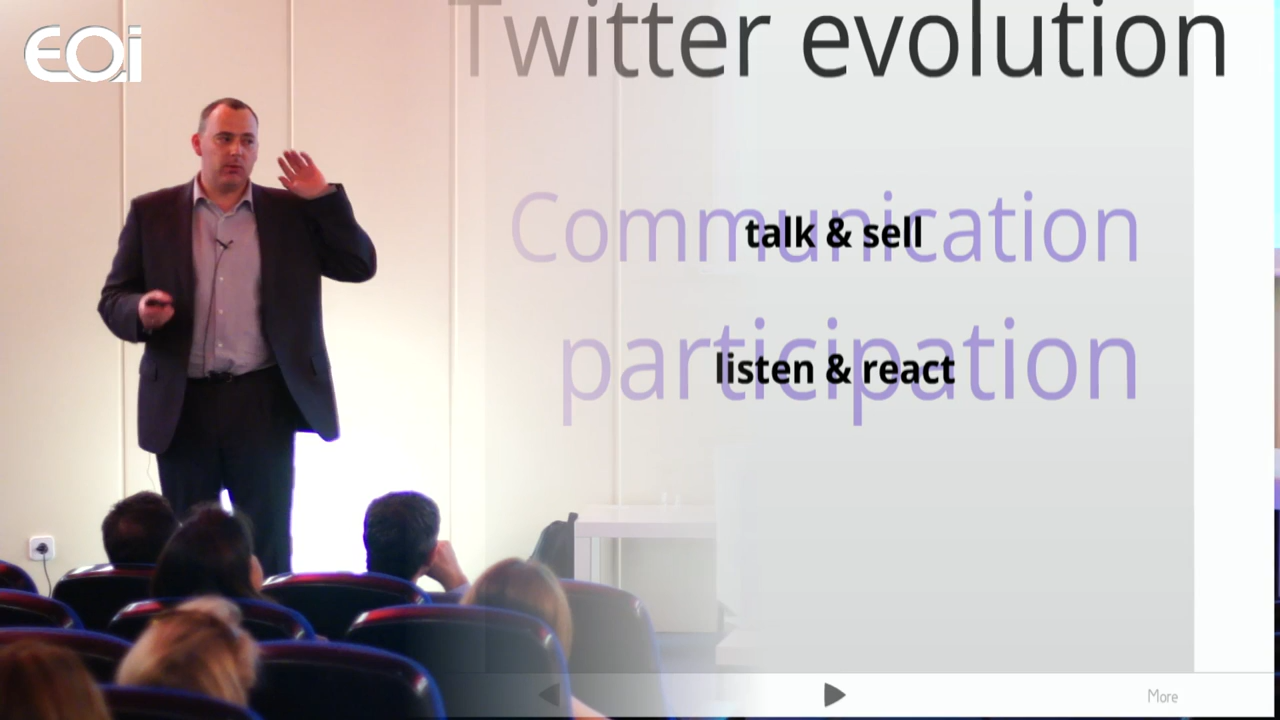 EOi
Twitter evolution
Communication
talk & sell
participation
listen & react
More